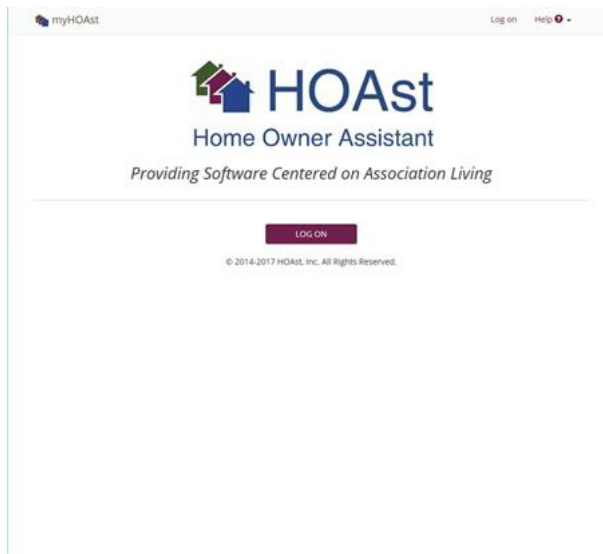 myHOAst Log on Help
HOAst
Home Owner Assistant
Providing Software Centered on Association Living
LOG ON
© 2014-2017 HOAst, Inc. All Rights Reserved.